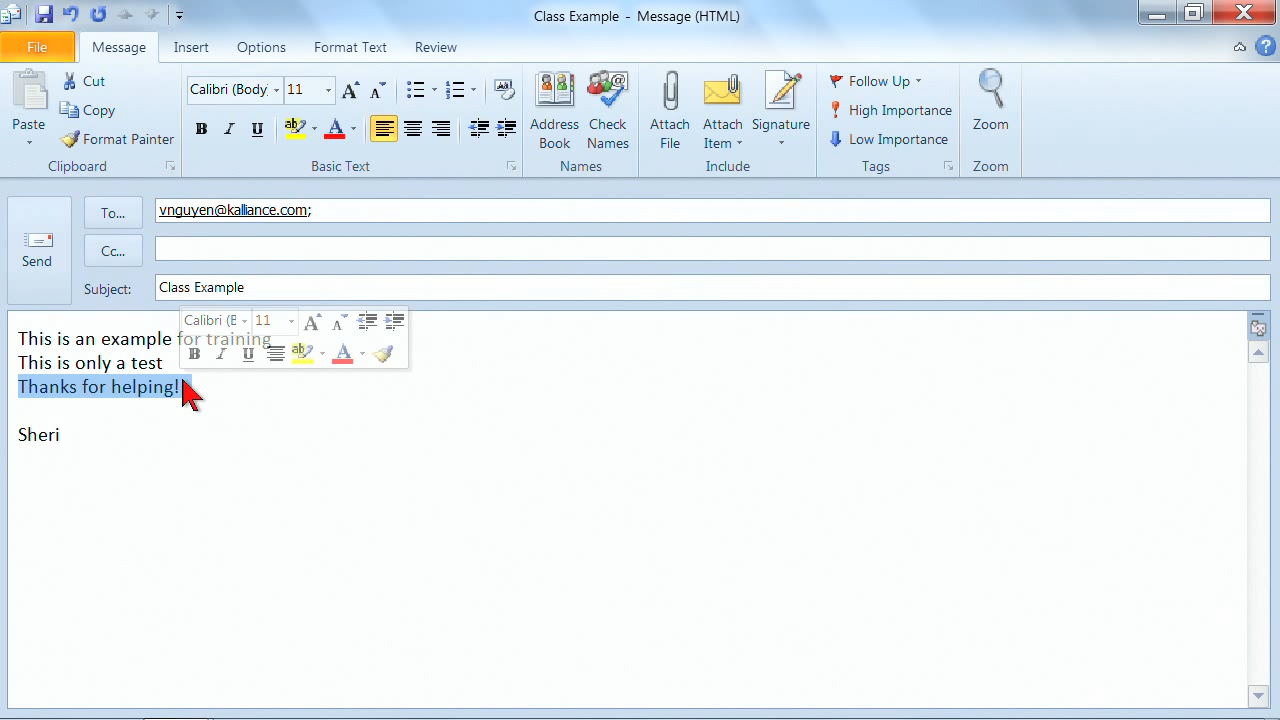 Class Example - Message (HTML)
File Message Insert Options Format Text Review
Paste
Cut
Copy
Format Painter
Clipboard
Calibri (Body 11
B I U
Basic Text
Address Book
Check Names
Names
Attach File
Attach Item
Signature
Include
Follow Up
High Importance
Low Importance
Tags
Zoom
Zoom
Send
To... vnguyen@kalliance.com;
Cc...
Subject: Class Example
Calibri (E 11
B I U
This is an example for training
This is only a test
Thanks for helping!
Sheri